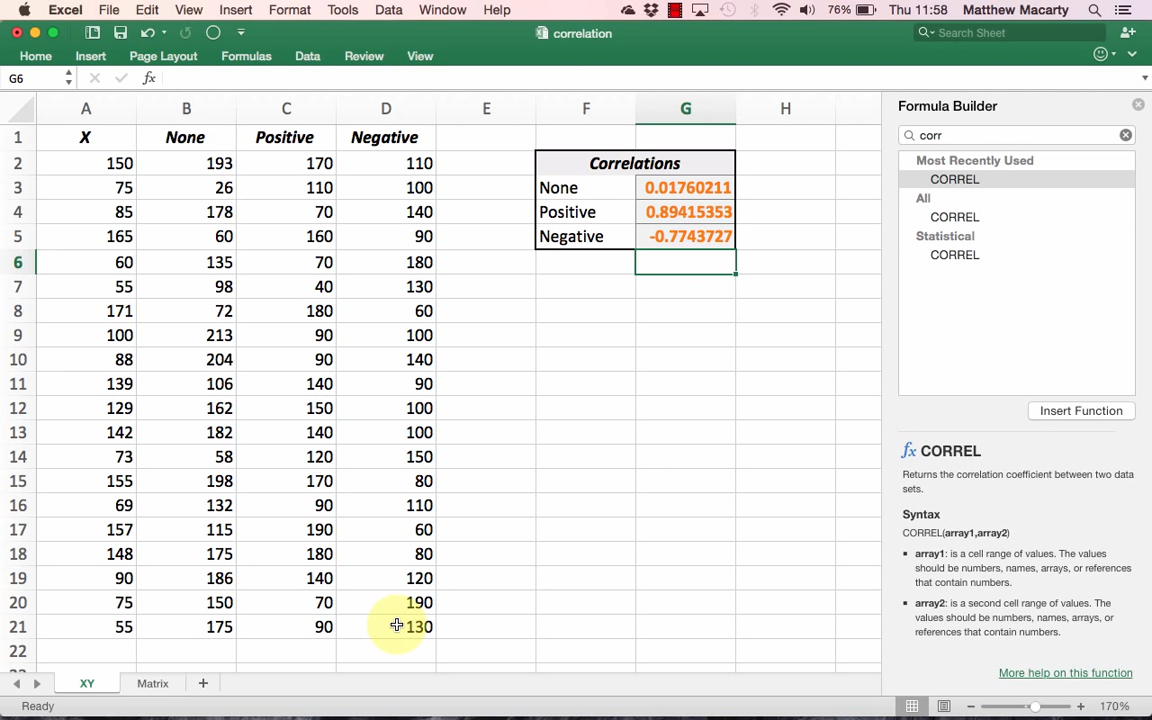 Excel File Edit View Insert Format Tools Data Window Help 76% Thu 11:58 Matthew Macarty
correlation
Search Sheet
Home Insert Page Layout Formulas Data Review View
G6 fx
A B C D E F G H
1 X None Positive Negative
2 150 193 170 110 Correlations
3 75 26 110 100 None 0.01760211
4 85 178 70 140 Positive 0.89415353
5 165 60 160 90 Negative -0.7743727
6 60 135 70 180
7 55 98 40 130
8 171 72 180 60
9 100 213 90 100
10 88 204 90 140
11 139 106 140 90
12 129 162 150 100
13 142 182 140 100
14 73 58 120 150
15 155 198 170 80
16 69 132 90 110
17 157 115 190 60
18 148 175 180 80
19 90 186 140 120
20 75 150 70 190
21 55 175 90 130
22
XY Matrix
Ready
170%
Formula Builder
corr
Most Recently Used
CORREL
All
CORREL
Statistical
CORREL
Insert Function
fx CORREL
Returns the correlation coefficient between two data
sets.
Syntax
CORREL(array1,array2)
▪ array1: is a cell range of values. The values
should be numbers, names, arrays, or references
that contain numbers.
▪ array2: is a second cell range of values. The
values should be numbers, names, arrays, or
references that contain numbers.
More help on this function